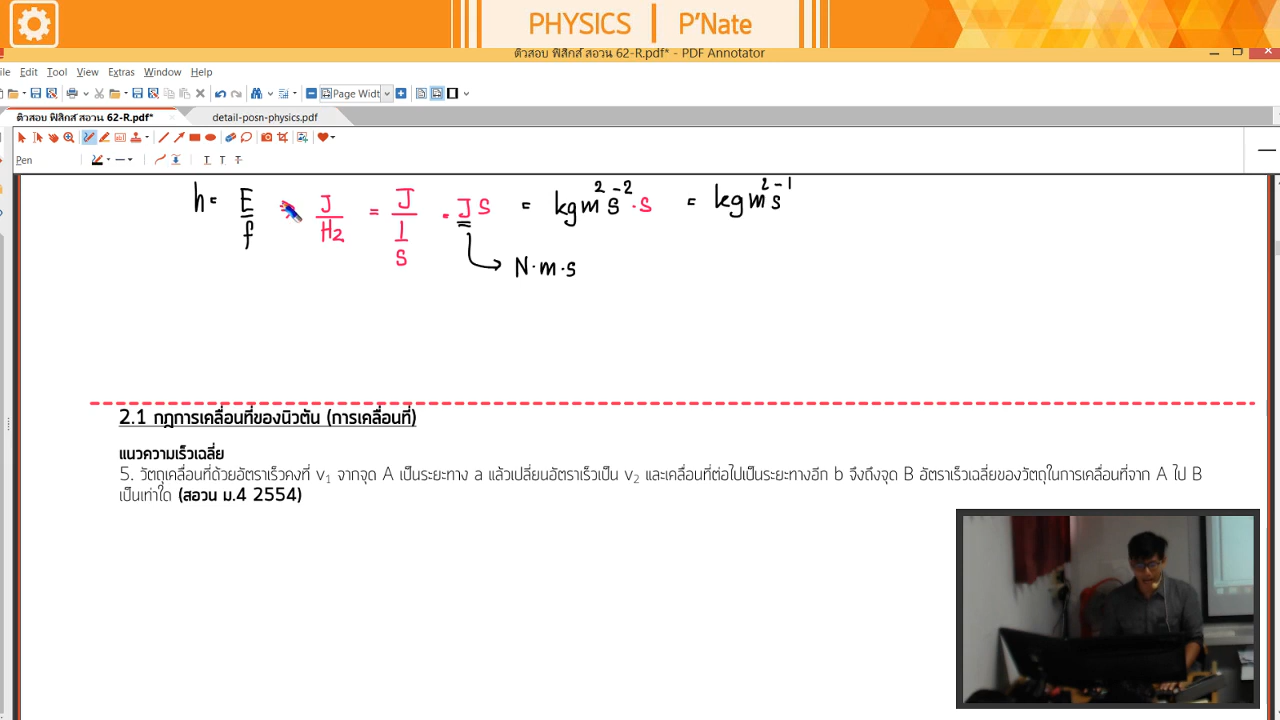 PHYSICS | P'Nate
ติวสอบ ฟิสิกส์ สอวน 62-R.pdf* - PDF Annotator
Edit Tool View Extras Window Help
Page Widt
ติวสอบ ฟิสิกส์ สอวน 62-R.pdf* detail-posn-physics.pdf
Pen
h = E/f = J/Hz = J/(1/S) = JS = kg m² s⁻² · s = kg m² s⁻¹
N·m·s
2.1 กฎการเคลื่อนที่ของนิวตัน (การเคลื่อนที่)
แนวความเร็วเฉลี่ย
5. วัตถุเคลื่อนที่ด้วยอัตราเร็วคงที่ v₁ จากจุด A เป็นระยะทาง a แล้วเปลี่ยนอัตราเร็วเป็น v₂ และเคลื่อนที่ต่อไปเป็นระยะทางอีก b จึงถึงจุด B อัตราเร็วเฉลี่ยของวัตถุในการเคลื่อนที่จาก A ไป B
เป็นเท่าใด (สอวน ม.4 2554)